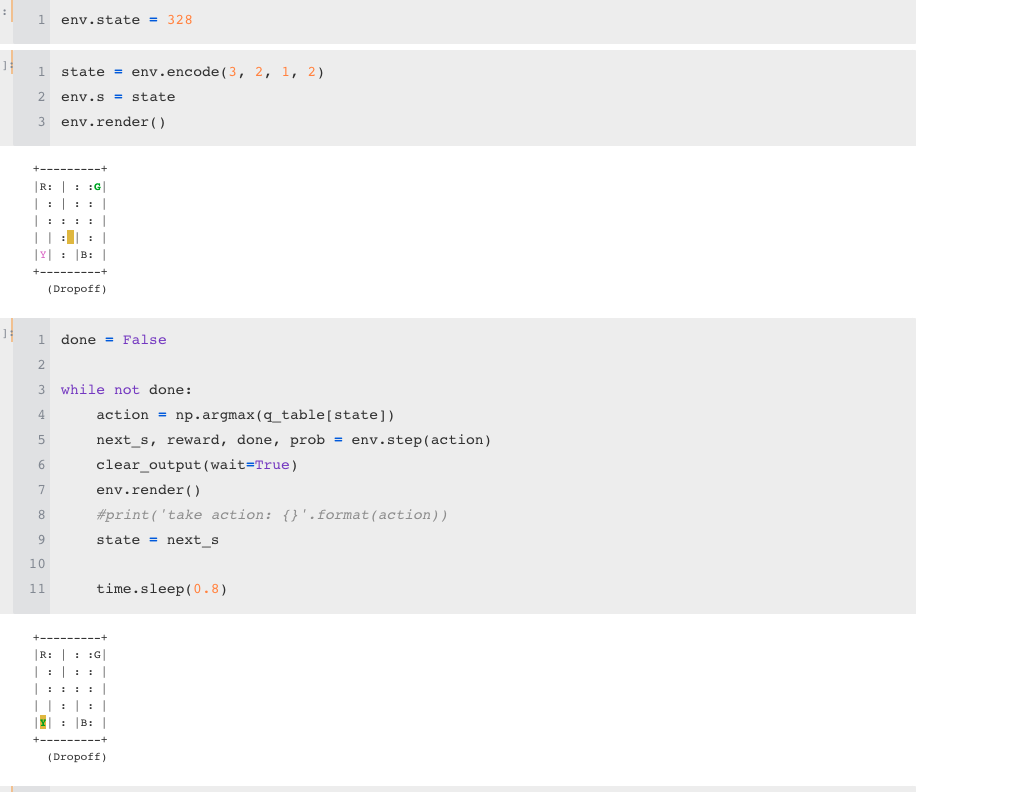 :
1 env.state = 328
]:
1 state = env.encode(3, 2, 1, 2)
2 env.s = state
3 env.render()
+---------+
|R: | : :G|
| : | : : |
| : : : : |
| | : | : |
|Y| : |B: |
+---------+
(Dropoff)
]:
1 done = False
2
3 while not done:
4     action = np.argmax(q_table[state])
5     next_s, reward, done, prob = env.step(action)
6     clear_output(wait=True)
7     env.render()
8     #print('take action: {}'.format(action))
9     state = next_s
10
11     time.sleep(0.8)
+---------+
|R: | : :G|
| : | : : |
| : : : : |
| | : | : |
|Y| : |B: |
+---------+
(Dropoff)